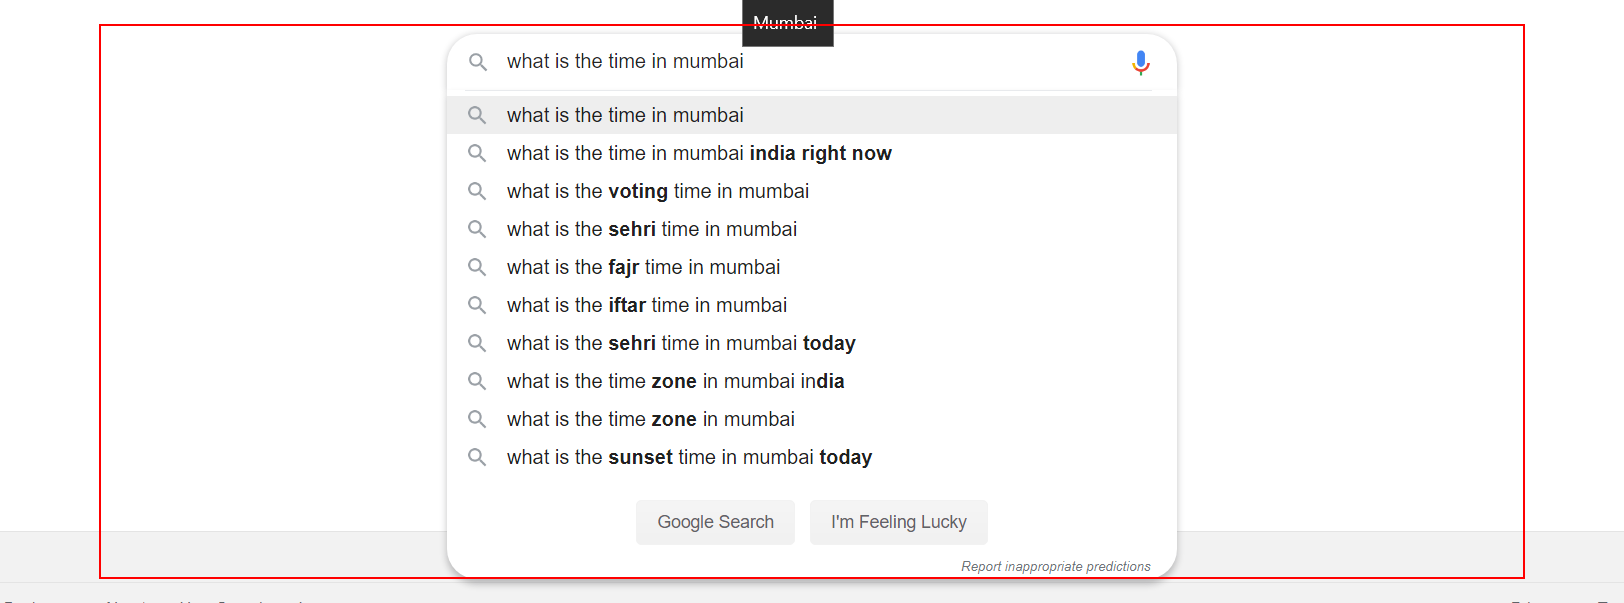 Mumbai
what is the time in mumbai
what is the time in mumbai
what is the time in mumbai india right now
what is the voting time in mumbai
what is the sehri time in mumbai
what is the fajr time in mumbai
what is the iftar time in mumbai
what is the sehri time in mumbai today
what is the time zone in mumbai india
what is the time zone in mumbai
what is the sunset time in mumbai today
Google Search I'm Feeling Lucky
Report inappropriate predictions